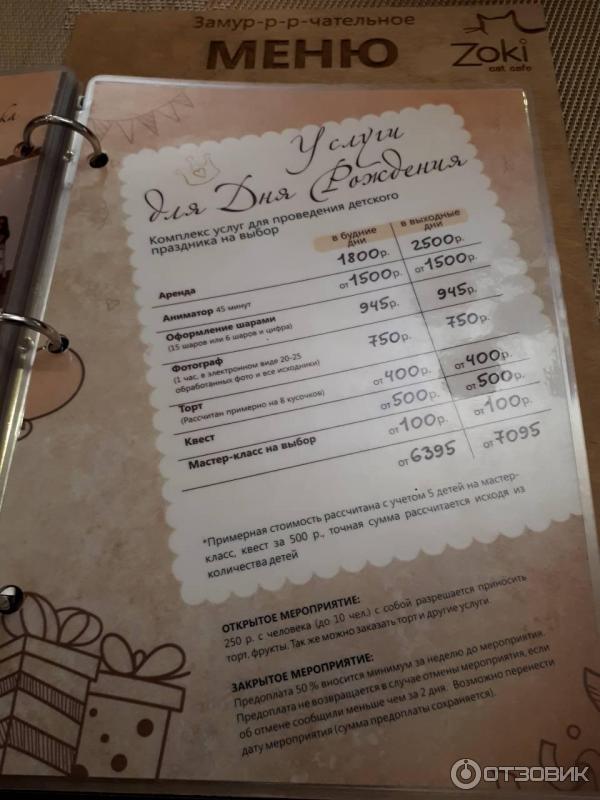 Замур-р-р-чательное
МЕНЮ
Zoki
cat cafe
ка
Услуги
для Дня Рождения
Комплекс услуг для проведения детского
праздника на выбор
в будние дни
в выходные дни
Аренда 1800р. 2500р.
Аниматор 45 минут от 1500р. от 1500р.
Оформление шарами 945р. 945р.
(15 шаров или 6 шаров и цифра)
Фотограф 750р. 750р.
(1 час, в электронном виде 20-25
обработанных фото и все исходники)
Торт от 400р. от 400р.
(Рассчитан примерно на 8 кусочков)
Квест от 500р. от 500р.
Мастер-класс на выбор от 100р. от 100р.
от 6395 от 7095
*Примерная стоимость рассчитана с учетом 5 детей на мастер-
класс, квест за 500 р., точная сумма рассчитается исходя из
количества детей
ОТКРЫТОЕ МЕРОПРИЯТИЕ:
250 р. с человека (до 10 чел.) с собой разрешается приносить
торт, фрукты. Так же можно заказать торт и другие услуги.
ЗАКРЫТОЕ МЕРОПРИЯТИЕ:
Предоплата 50 % вносится минимум за неделю до мероприятия.
Предоплата не возвращается в случае отмены мероприятия, если
об отмене сообщили меньше чем за 2 дня. Возможно перенести
дату мероприятия (сумма предоплаты сохраняется).
ОТЗОВИК